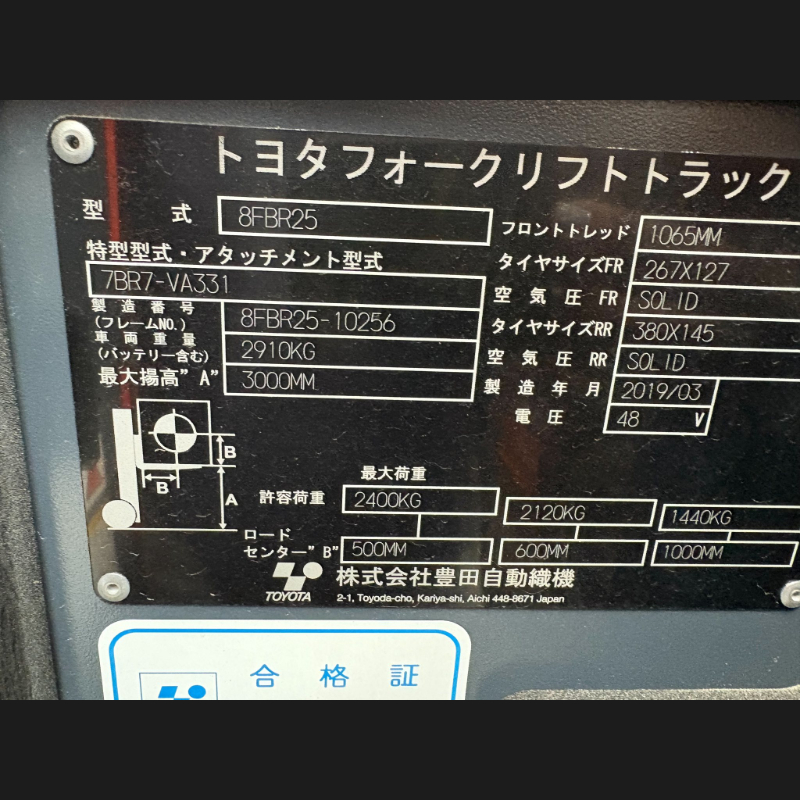 トヨタフォークリフトトラック
型 式 8FBR25
特型型式・アタッチメント型式
7BR7-VA331
製造番号
(フレームNO.) 8FBR25-10256
車両重量
(バッテリー含む) 2910KG
最大揚高"A" 3000MM
フロントトレッド 1065MM
タイヤサイズFR 267X127
空気圧 FR SOLID
タイヤサイズRR 380X145
空気圧 RR SOLID
製造年月 2019/03
電圧 48 V
B
B
A
最大荷重
許容荷重 2400KG 2120KG 1440KG
ロード
センター"B" 500MM 600MM 1000MM
TOYOTA
株式会社豊田自動織機
2-1, Toyoda-cho, Kariya-shi, Aichi 448-8671 Japan
合格証